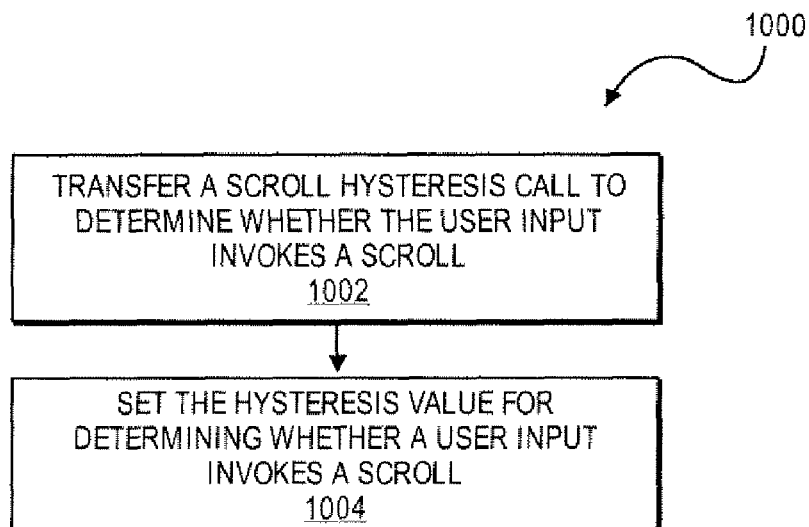 1000
TRANSFER A SCROLL HYSTERESIS CALL TO
DETERMINE WHETHER THE USER INPUT
INVOKES A SCROLL
1002
SET THE HYSTERESIS VALUE FOR
DETERMINING WHETHER A USER INPUT
INVOKES A SCROLL
1004